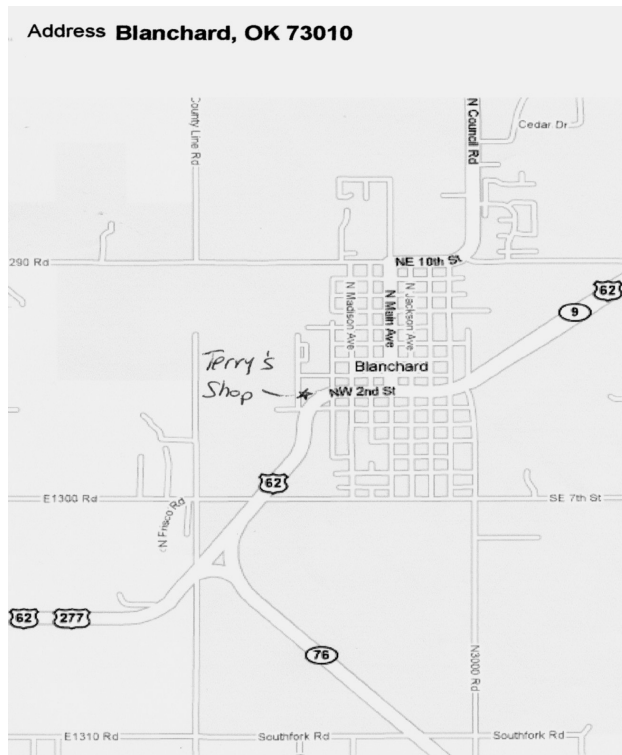 Address Blanchard, OK 73010
County Line Rd
N Council Rd
Cedar Dr
290 Rd
NE 10th St
62
9
N Madison Ave
N Main Ave
N Jackson Ave
Terry's
Shop
Blanchard
NW 2nd St
62
E1300 Rd
SE 7th St
N Frisco Rd
62
277
76
N3000 Rd
E1310 Rd
Southfork Rd
Southfork Rd